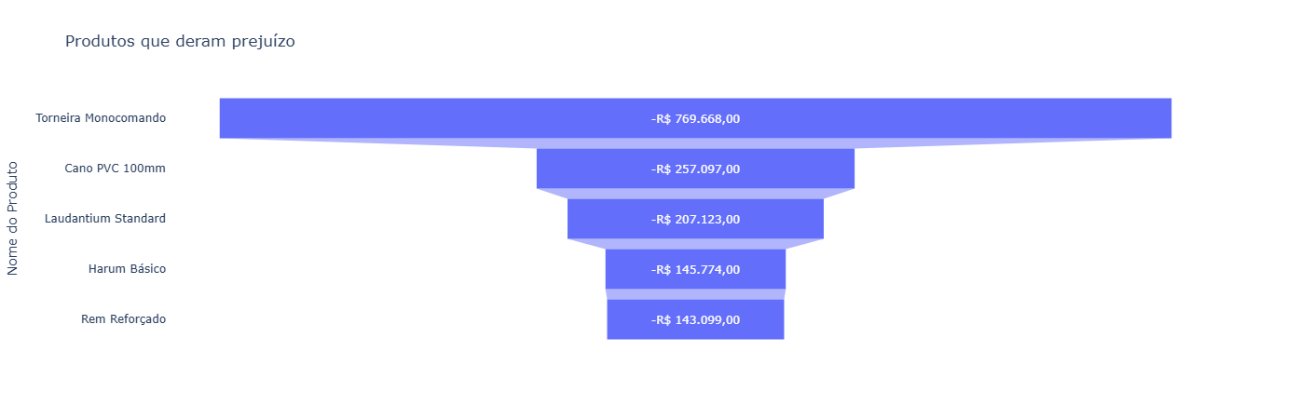 Produtos que deram prejuízo
Nome do Produto
Torneira Monocomando
-R$ 769.668,00
Cano PVC 100mm
-R$ 257.097,00
Laudantium Standard
-R$ 207.123,00
Harum Básico
-R$ 145.774,00
Rem Reforçado
-R$ 143.099,00